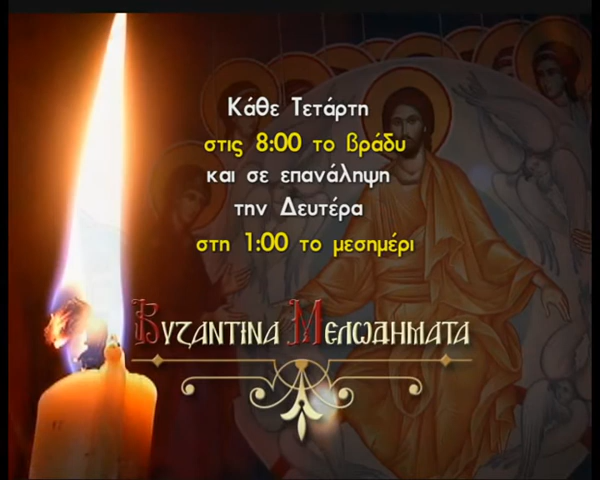 Κάθε Τετάρτη
στις 8:00 το βράδυ
και σε επανάληψη
την Δευτέρα
στη 1:00 το μεσημέρι
Βυζαντινα Μελωδηματα